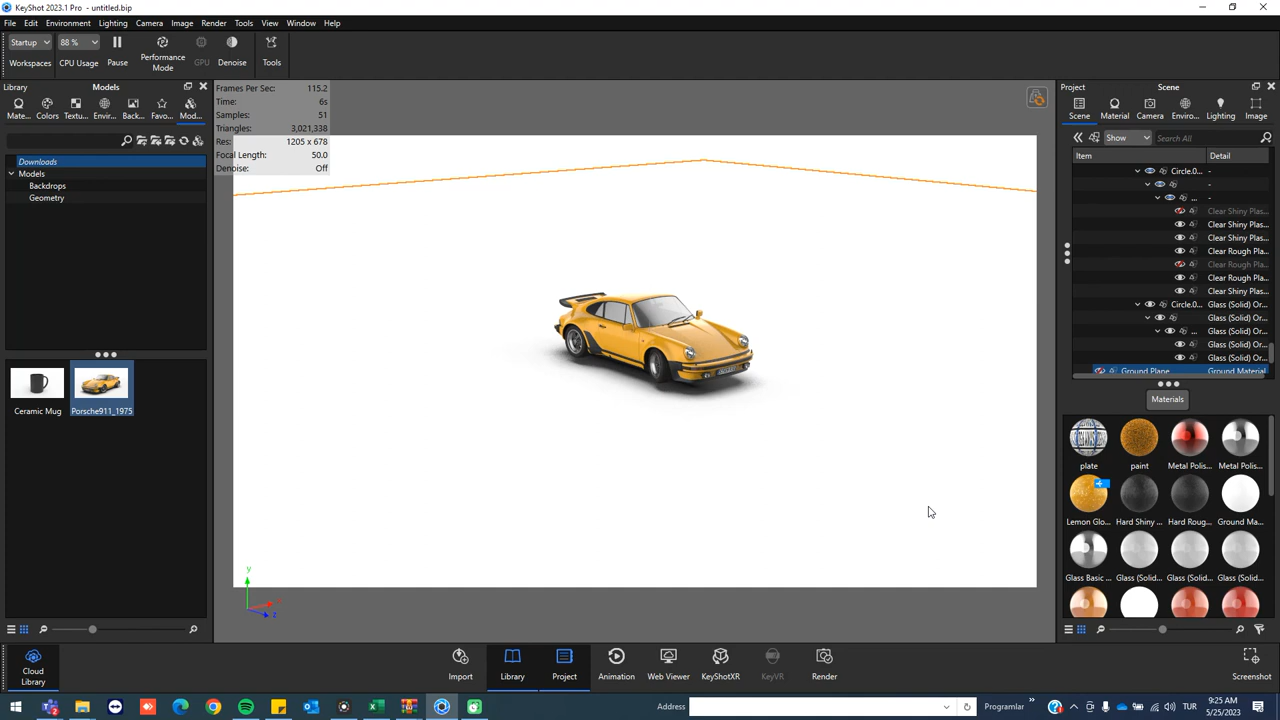 KeyShot 2023.1 Pro - untitled.bip
File Edit Environment Lighting Camera Image Render Tools View Window Help
Startup 88 %
Workspaces CPU Usage Pause Performance Mode GPU Denoise Tools
Library Models
Mate... Colors Textu... Envir... Back... Favo... Mod...
Downloads
Models
Backdrops
Geometry
Ceramic Mug Porsche911_1975
Frames Per Sec: 115.2
Time: 6s
Samples: 51
Triangles: 3,021,338
Res: 1205 x 678
Focal Length: 50.0
Denoise: Off
y
z
Project Scene
Scene Material Camera Enviro... Lighting Image
Show Search All
Item Detail
Circle.0... -
-
... -
Clear Shiny Plas...
Clear Shiny Plas...
Clear Shiny Plas...
Clear Rough Pla...
Clear Rough Pla...
Clear Rough Plas...
Clear Shiny Plas...
Circle.0... Glass (Solid) Or...
Glass (Solid) Or...
... Glass (Solid) Or...
Glass (Solid) Or...
Glass (Solid) Or...
Ground Plane Ground Material
Materials
plate paint Metal Polis... Metal Polis...
Lemon Glo... Hard Shiny ... Hard Roug... Ground Ma...
Glass Basic ... Glass (Solid... Glass (Solid... Glass (Solid...
Cloud Library
Import Library Project Animation Web Viewer KeyShotXR KeyVR Render Screenshot
Address Programlar
9:25 AM
5/25/2023